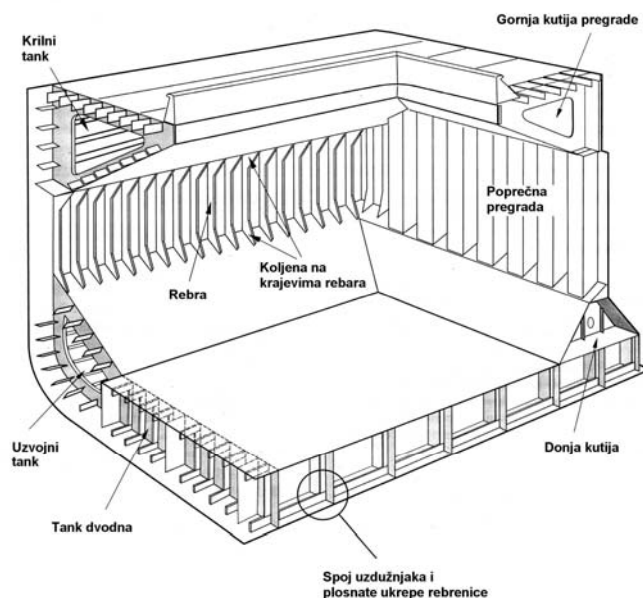 Krilni
tank
Gornja kutija pregrade
Poprečna
pregrada
Koljena na
krajevima rebara
Rebra
Uzvojni
tank
Donja kutija
Tank dvodna
Spoj uzdužnjaka i
plosnate ukrepe rebrenice